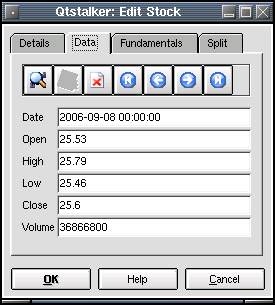 Qtstalker: Edit Stock
Details Data Fundamentals Split
Date 2006-09-08 00:00:00
Open 25.53
High 25.79
Low 25.46
Close 25.6
Volume 36866800
OK Help Cancel